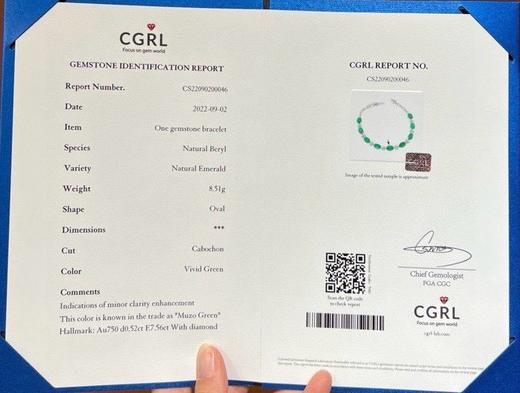 CGRL
Focus on gem world
GEMSTONE IDENTIFICATION REPORT
Report Number. CS22090200046
Date 2022-09-02
Item One gemstone bracelet
Species Natural Beryl
Variety Natural Emerald
Weight 8.51g
Shape Oval
Dimensions ***
Cut Cabochon
Color Vivid Green
Comments
Indications of minor clarity enhancement
This color is known in the trade as "Muzo Green"
Hallmark: Au750 d0.52ct E7.56ct With diamond
CGRL REPORT NO.
CS22090200046
CGRL
Image of the tested sample is approximate
Scan the QR code
to check report
Chief Gemologist
FGA CGC
CGRL
Focus on gem world
cgrl-lab.com